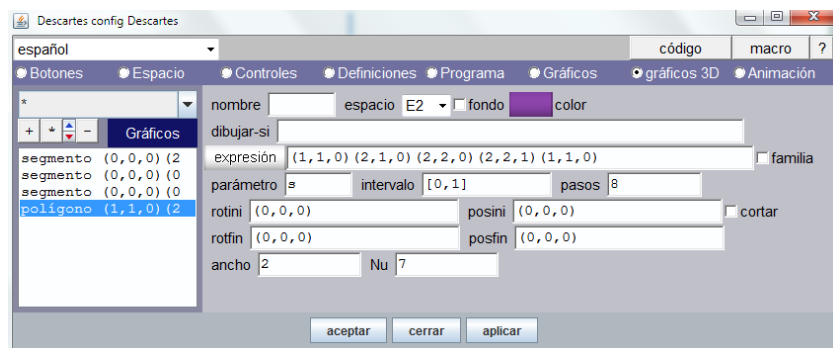 Descartes config Descartes
español código macro ?
Botones Espacio Controles Definiciones Programa Gráficos gráficos 3D Animación
* nombre espacio E2 fondo color
+ * - Gráficos dibujar-si
segmento (0,0,0)(2 expresión (1,1,0)(2,1,0)(2,2,0)(2,2,1)(1,1,0) familia
segmento (0,0,0)(0
segmento (0,0,0)(0 parámetro s intervalo [0,1] pasos 8
polígono (1,1,0)(2 rotini (0,0,0) posini (0,0,0) cortar
rotfin (0,0,0) posfin (0,0,0)
ancho 2 Nu 7
aceptar cerrar aplicar